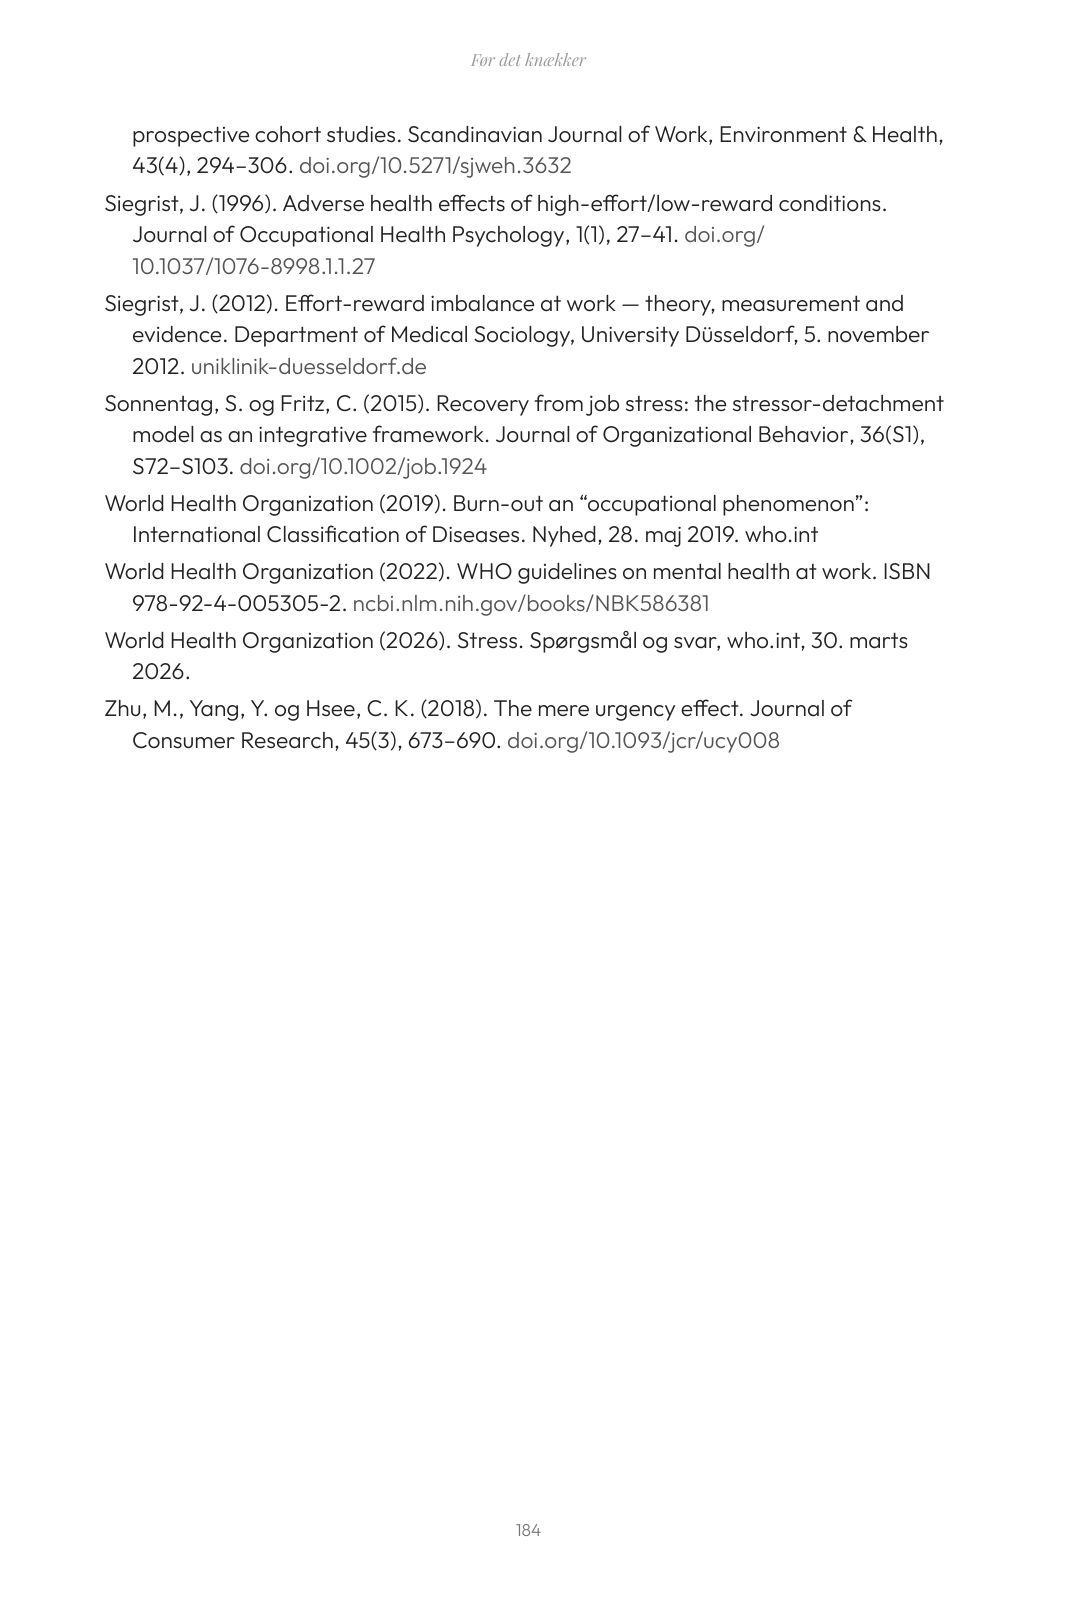 Før det knækker
prospective cohort studies. Scandinavian Journal of Work, Environment & Health,
43(4), 294–306. doi.org/10.5271/sjweh.3632
Siegrist, J. (1996). Adverse health effects of high-effort/low-reward conditions.
Journal of Occupational Health Psychology, 1(1), 27–41. doi.org/
10.1037/1076-8998.1.1.27
Siegrist, J. (2012). Effort-reward imbalance at work — theory, measurement and
evidence. Department of Medical Sociology, University Düsseldorf, 5. november
2012. uniklinik-duesseldorf.de
Sonnentag, S. og Fritz, C. (2015). Recovery from job stress: the stressor-detachment
model as an integrative framework. Journal of Organizational Behavior, 36(S1),
S72–S103. doi.org/10.1002/job.1924
World Health Organization (2019). Burn-out an “occupational phenomenon”:
International Classification of Diseases. Nyhed, 28. maj 2019. who.int
World Health Organization (2022). WHO guidelines on mental health at work. ISBN
978-92-4-005305-2. ncbi.nlm.nih.gov/books/NBK586381
World Health Organization (2026). Stress. Spørgsmål og svar, who.int, 30. marts
2026.
Zhu, M., Yang, Y. og Hsee, C. K. (2018). The mere urgency effect. Journal of
Consumer Research, 45(3), 673–690. doi.org/10.1093/jcr/ucy008
184